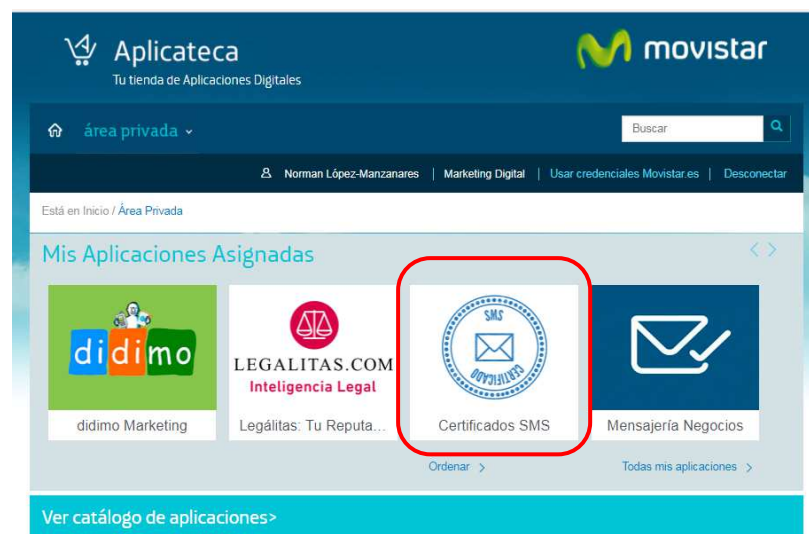 Aplicateca
Tu tienda de Aplicaciones Digitales
movistar
área privada
Buscar
Norman López-Manzanares | Marketing Digital | Usar credenciales Movistar.es | Desconectar
Está en Inicio / Área Privada
Mis Aplicaciones Asignadas
didimo
LEGALITAS.COM
Inteligencia Legal
SMS
CERTIFICADO
didimo Marketing
Legálitas: Tu Reputa...
Certificados SMS
Mensajería Negocios
Ordenar >
Todas mis aplicaciones >
Ver catálogo de aplicaciones>